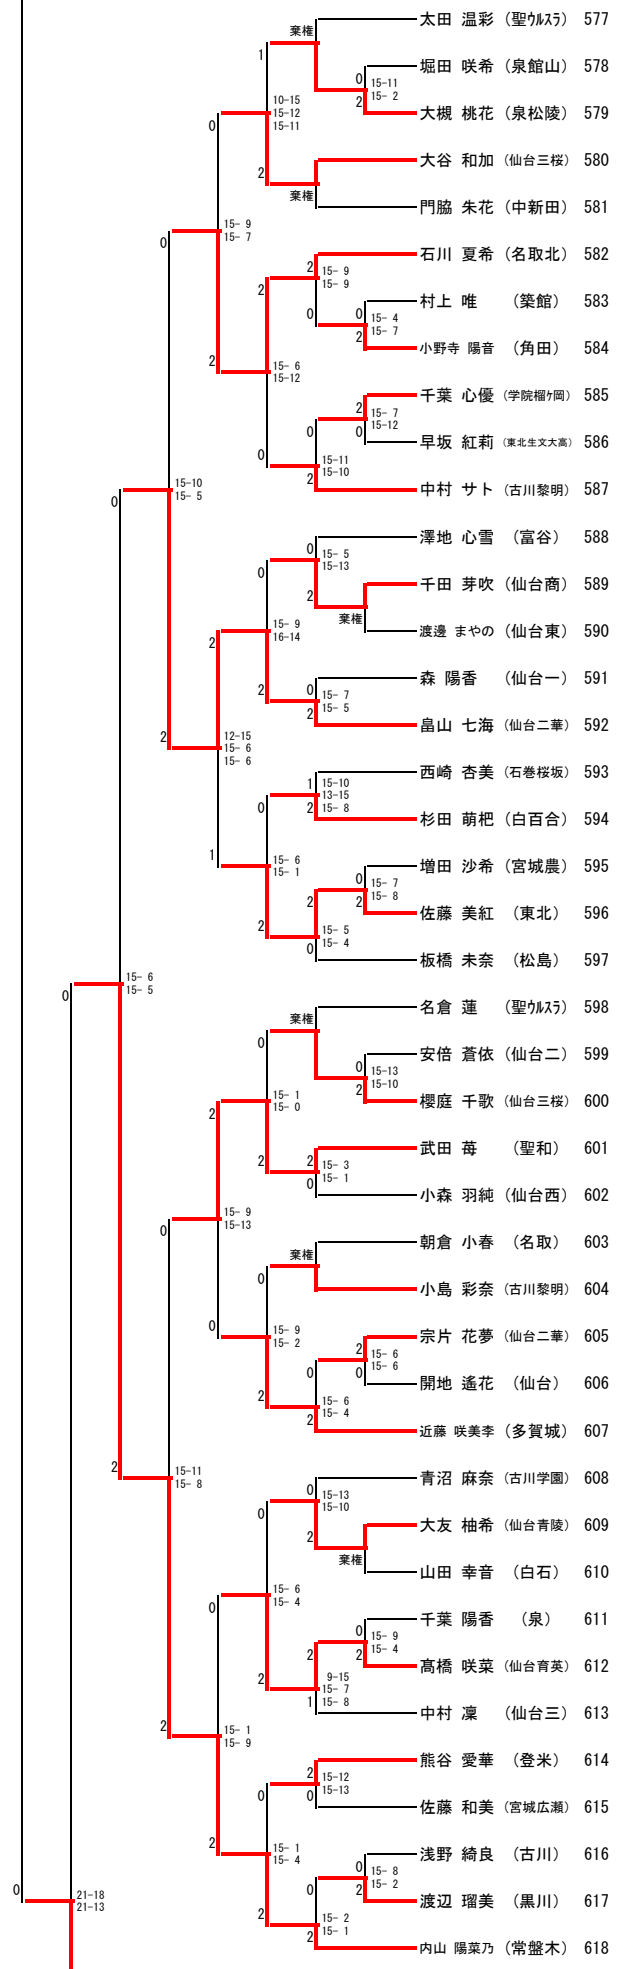 太田 温彩 (聖ウルスラ) 577
棄権
1
堀田 咲希 (泉館山) 578
0 15-11
2 15- 2
10-15
15-12
15-11
大槻 桃花 (泉松陵) 579
0
大谷 和加 (仙台三桜) 580
2
棄権
門脇 朱花 (中新田) 581
15- 9
15- 7
0
石川 夏希 (名取北) 582
2 15- 9
15- 9
2
村上 唯 (築館) 583
0 0 15- 4
2 15- 7
小野寺 陽音 (角田) 584
2
15- 6
15-12
千葉 心優 (学院榴ケ岡) 585
2 15- 7
0 15-12
0
早坂 紅莉 (東北生文大高) 586
0
15-11
15-10
2
中村 サト (古川黎明) 587
15-10
15- 5
0
澤地 心雪 (富谷) 588
0 15- 5
15-13
0
千田 芽吹 (仙台商) 589
2
棄権
渡邊 まやの (仙台東) 590
15- 9
16-14
2
森 陽香 (仙台一) 591
0 15- 7
2 15- 5
2
畠山 七海 (仙台二華) 592
2
12-15
15- 6
15- 6
西崎 杏美 (石巻桜坂) 593
1 15-10
13-15
2 15- 8
0
杉田 萌杷 (白百合) 594
1
15- 6
15- 1
増田 沙希 (宮城農) 595
0 15- 7
2 15- 8
2
佐藤 美紅 (東北) 596
2
15- 5
15- 4
0
板橋 未奈 (松島) 597
15- 6
15- 5
0
名倉 蓮 (聖ウルスラ) 598
棄権
0
安倍 蒼依 (仙台二) 599
0 15-13
2 15-10
櫻庭 千歌 (仙台三桜) 600
15- 1
15- 0
2
武田 苺 (聖和) 601
2 2 15- 3
0 15- 1
小森 羽純 (仙台西) 602
15- 9
15-13
0
朝倉 小春 (名取) 603
棄権
0
小島 彩奈 (古川黎明) 604
0
15- 9
15- 2
宗片 花夢 (仙台二華) 605
2 15- 6
0 15- 6
0
開地 遙花 (仙台) 606
2
15- 6
15- 4
2
近藤 咲美李 (多賀城) 607
2
15-11
15- 8
青沼 麻奈 (古川学園) 608
0 15-13
15-10
0
大友 柚希 (仙台青陵) 609
2
棄権
山田 幸音 (白石) 610
15- 6
15- 4
0
千葉 陽香 (泉) 611
0 15- 9
2 15- 4
2
髙橋 咲菜 (仙台育英) 612
2
9-15
15- 7
15- 8
1
中村 凜 (仙台三) 613
2
15- 1
15- 9
熊谷 愛華 (登米) 614
2 15-12
0 15-13
0
佐藤 和美 (宮城広瀬) 615
2
15- 1
15- 4
浅野 綺良 (古川) 616
0 15- 8
2 15- 2
0
渡辺 瑠美 (黒川) 617
0
21-18
21-13
2
15- 2
15- 1
2
内山 陽菜乃 (常盤木) 618